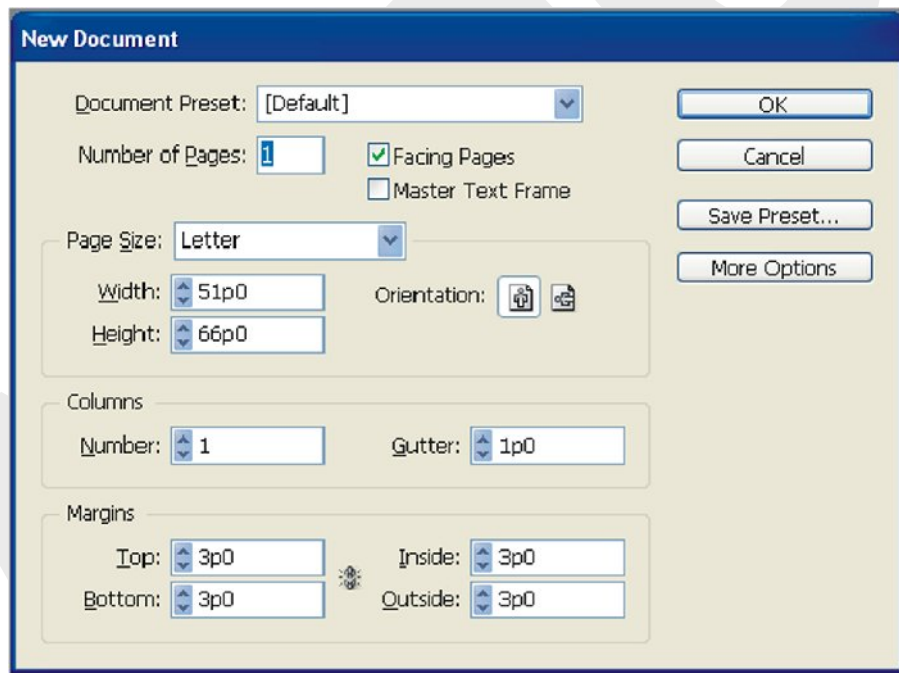 New Document
Document Preset: [Default]
OK
Number of Pages: 1
Facing Pages
Cancel
Master Text Frame
Save Preset...
Page Size: Letter
More Options
Width: 51p0
Orientation:
Height: 66p0
Columns
Number: 1
Gutter: 1p0
Margins
Top: 3p0
Inside: 3p0
Bottom: 3p0
Outside: 3p0